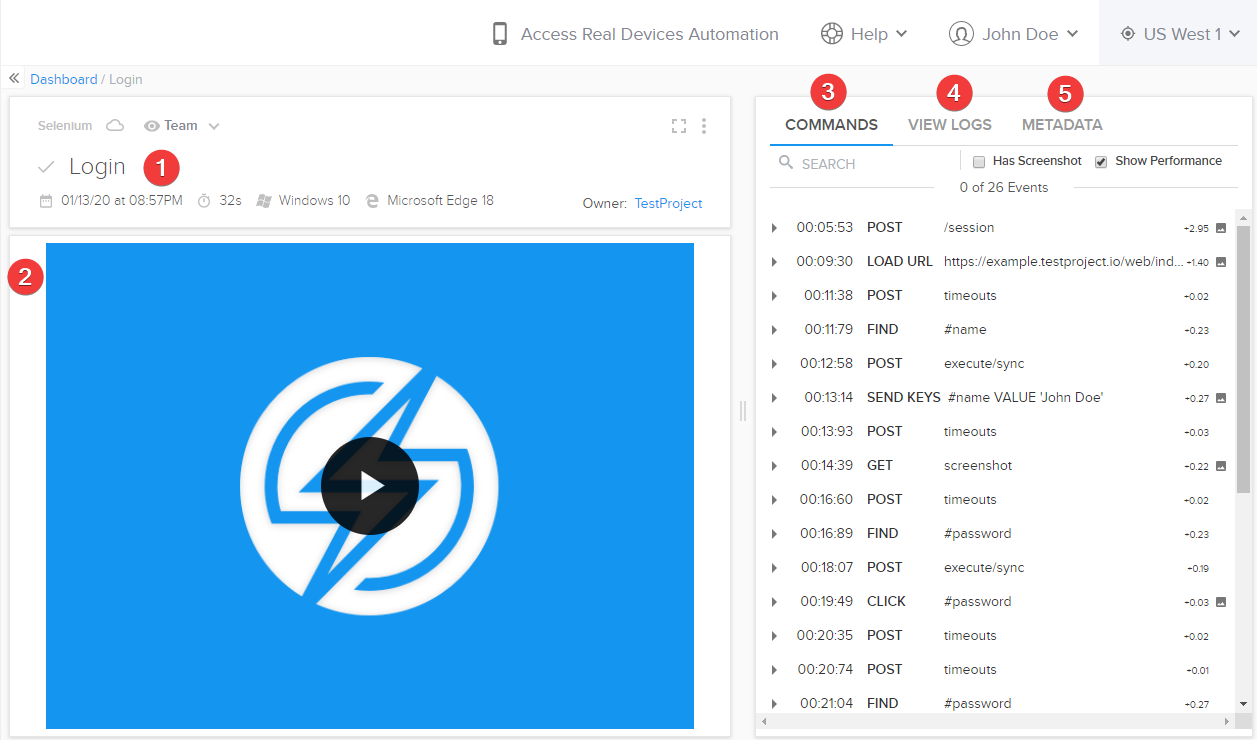 Access Real Devices Automation Help John Doe US West 1
Dashboard / Login
Selenium Team
Login 1
01/13/20 at 08:57PM 32s Windows 10 Microsoft Edge 18
Owner: TestProject
2
3 4 5
COMMANDS VIEW LOGS METADATA
SEARCH Has Screenshot Show Performance
0 of 26 Events
00:05:53 POST /session +2.95
00:09:30 LOAD URL https://example.testproject.io/web/ind... +1.40
00:11:38 POST timeouts +0.02
00:11:79 FIND #name +0.23
00:12:58 POST execute/sync +0.20
00:13:14 SEND KEYS #name VALUE 'John Doe' +0.27
00:13:93 POST timeouts +0.03
00:14:39 GET screenshot +0.22
00:16:60 POST timeouts +0.02
00:16:89 FIND #password +0.23
00:18:07 POST execute/sync +0.19
00:19:49 CLICK #password +0.03
00:20:35 POST timeouts +0.02
00:20:74 POST timeouts +0.01
00:21:04 FIND #password +0.27